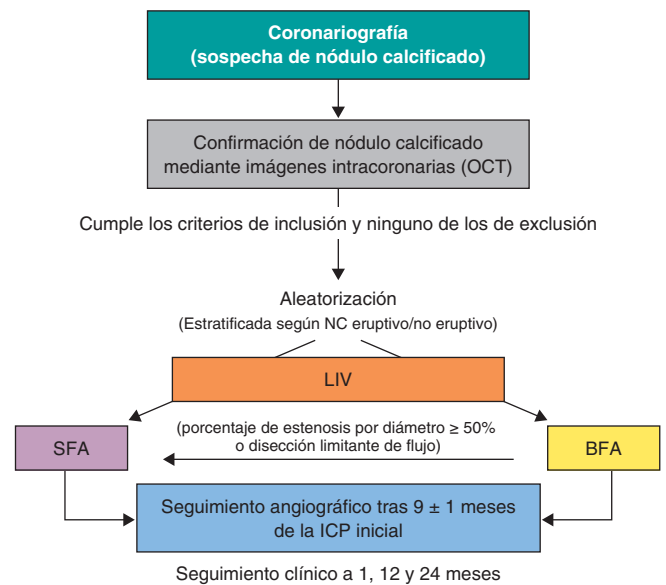 Coronariografía
(sospecha de nódulo calcificado)
Confirmación de nódulo calcificado
mediante imágenes intracoronarias (OCT)
Cumple los criterios de inclusión y ninguno de los de exclusión
Aleatorización
(Estratificada según NC eruptivo/no eruptivo)
LIV
SFA
(porcentaje de estenosis por diámetro ≥ 50%
o disección limitante de flujo)
BFA
Seguimiento angiográfico tras 9 ± 1 meses
de la ICP inicial
Seguimiento clínico a 1, 12 y 24 meses